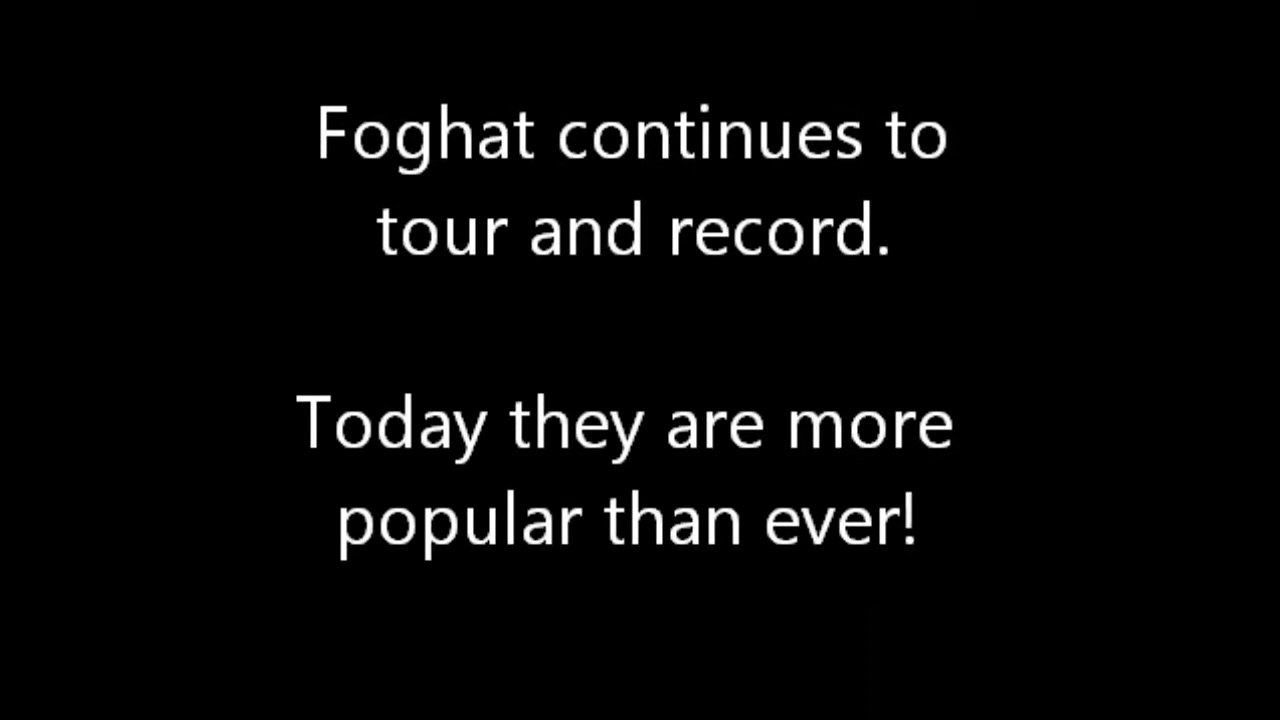 Foghat continues to
tour and record.
Today they are more
popular than ever!